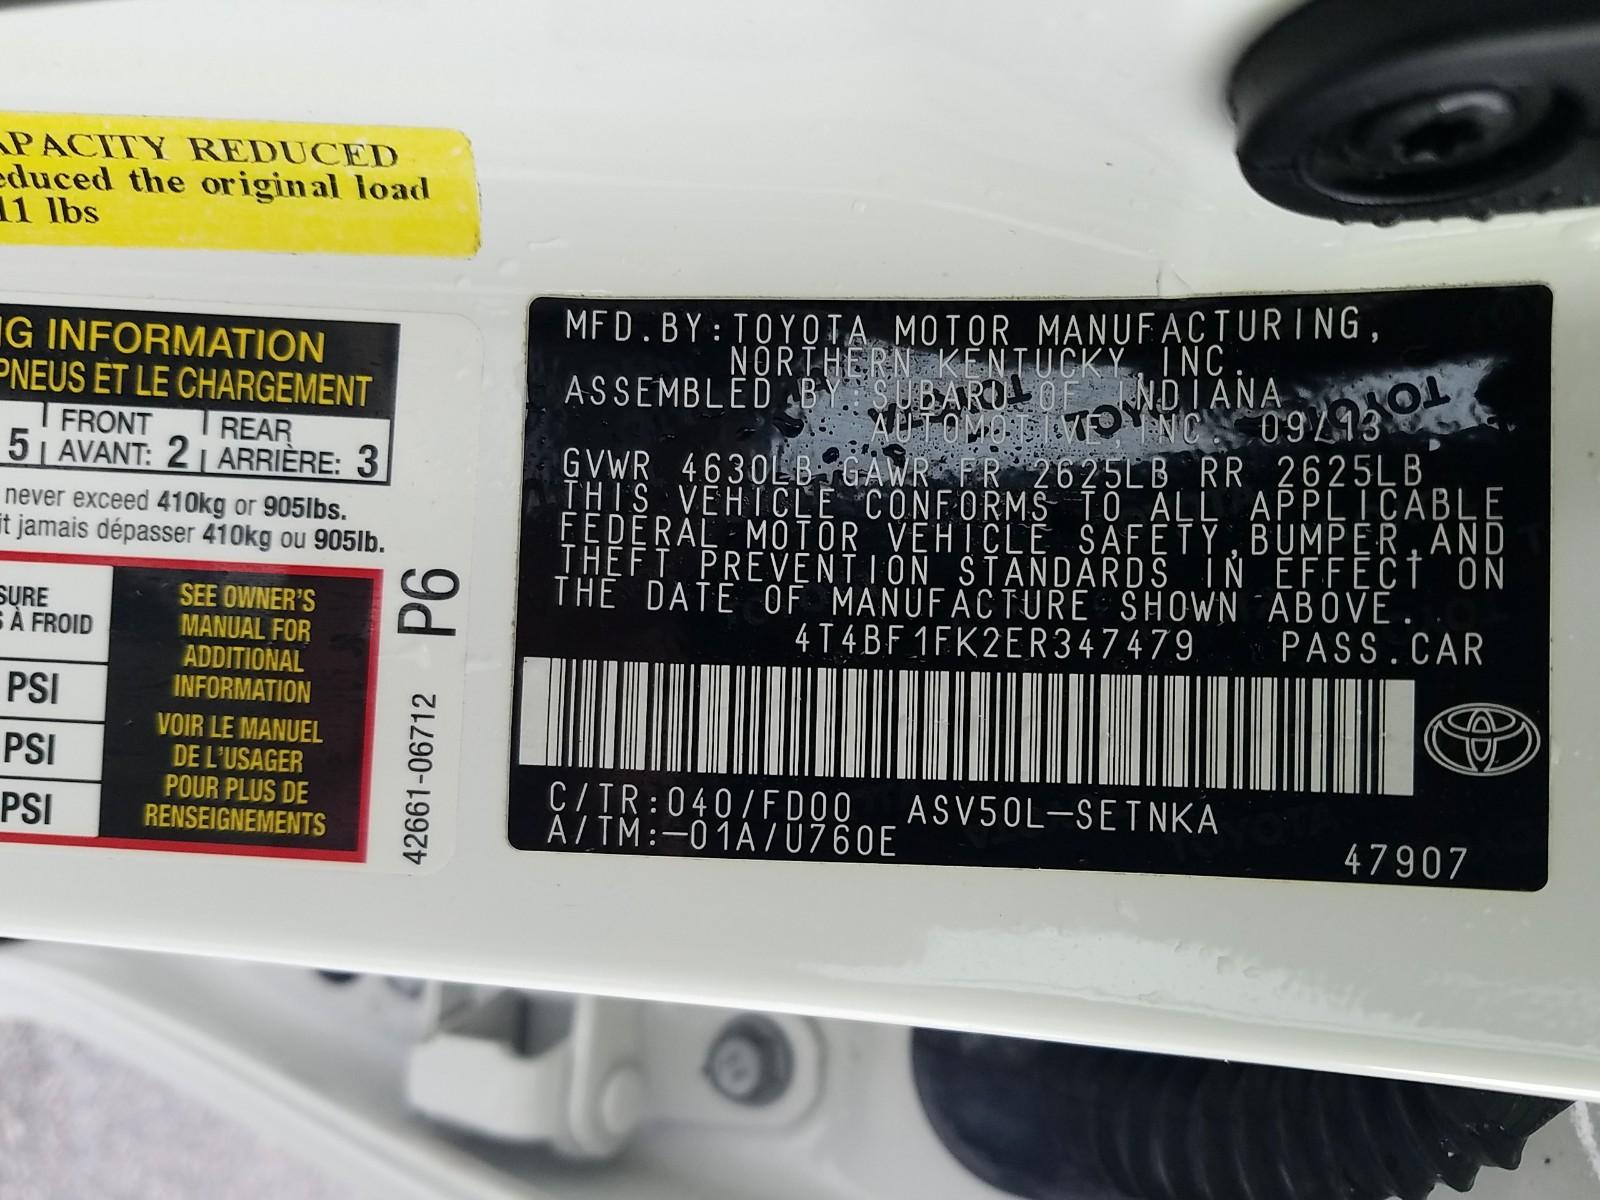 APACITY REDUCED
educed the original load
11 lbs
NG INFORMATION
PNEUS ET LE CHARGEMENT
5 FRONT AVANT: 2 REAR ARRIÈRE: 3
never exceed 410kg or 905lbs.
it jamais dépasser 410kg ou 905lb.
SURE
À FROID
PSI
PSI
PSI
SEE OWNER'S
MANUAL FOR
ADDITIONAL
INFORMATION
VOIR LE MANUEL
DE L'USAGER
POUR PLUS DE
RENSEIGNEMENTS
42661-06712 P6
MFD.BY:TOYOTA MOTOR MANUFACTURING,
NORTHERN KENTUCKY, INC.
ASSEMBLED BY:SUBARU OF INDIANA
AUTOMOTIVE INC. 09/13
GVWR 4630LB GAWR FR 2625LB RR 2625LB
THIS VEHICLE CONFORMS TO ALL APPLICABLE
FEDERAL MOTOR VEHICLE SAFETY,BUMPER,AND
THEFT PREVENTION STANDARDS IN EFFECT ON
THE DATE OF MANUFACTURE SHOWN ABOVE.
4T4BF1FK2ER347479 PASS.CAR
C/TR:040/FD00 ASV50L-SETNKA
A/TM:-01A/U760E
47907